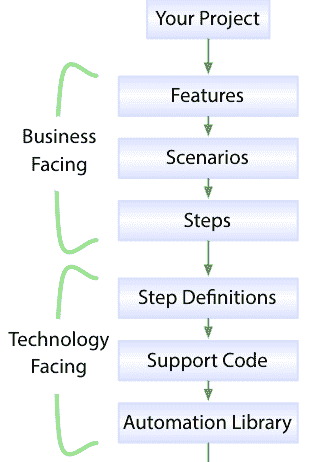 Your Project
Features
Business
Facing
Scenarios
Steps
Step Definitions
Technology
Facing
Support Code
Automation Library